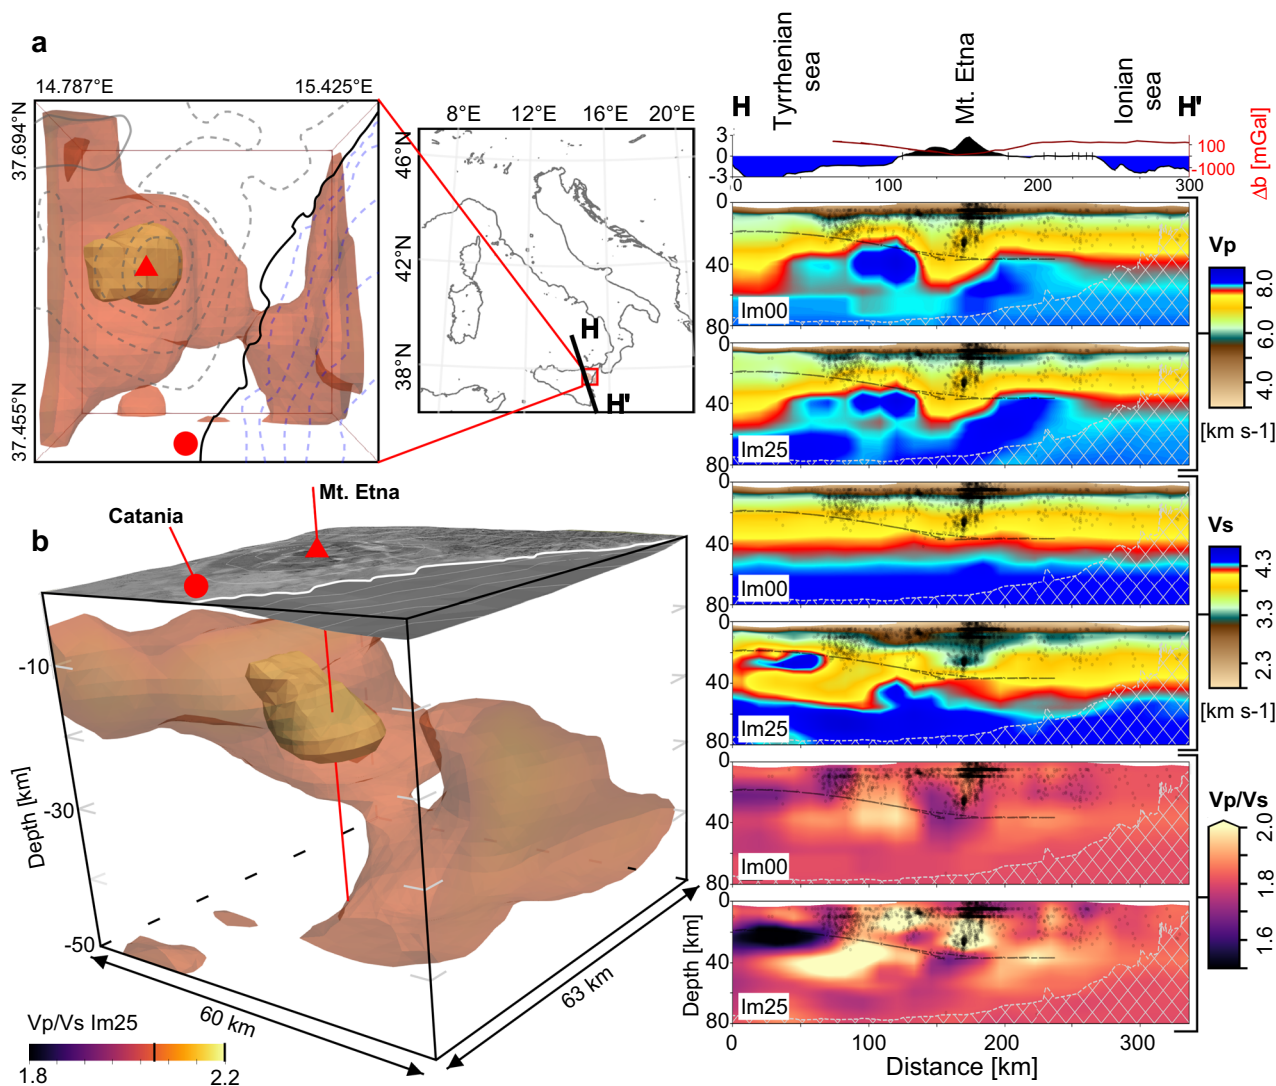 a
14.787°E 15.425°E
37.694°N
37.455°N
8°E 12°E 16°E 20°E
46°N
42°N
38°N
H
H'
b
Catania
Mt. Etna
-10
-30
-50
Depth [km]
60 km
63 km
Vp/Vs Im25
1.8 2.2
H
Tyrrhenian
sea
Mt. Etna
Ionian
sea
H'
3
0
-3
100
-1000
Δb [mGal]
0 100 200 300
0
40
80
Im00
0
40
80
Im25
Vp
8.0
6.0
4.0
[km s-1]
0
40
80
Im00
0
40
80
Im25
Vs
4.3
3.3
2.3
[km s-1]
0
40
80
Im00
0
40
80
Im25
Vp/Vs
2.0
1.8
1.6
Depth [km]
0 100 200 300
Distance [km]